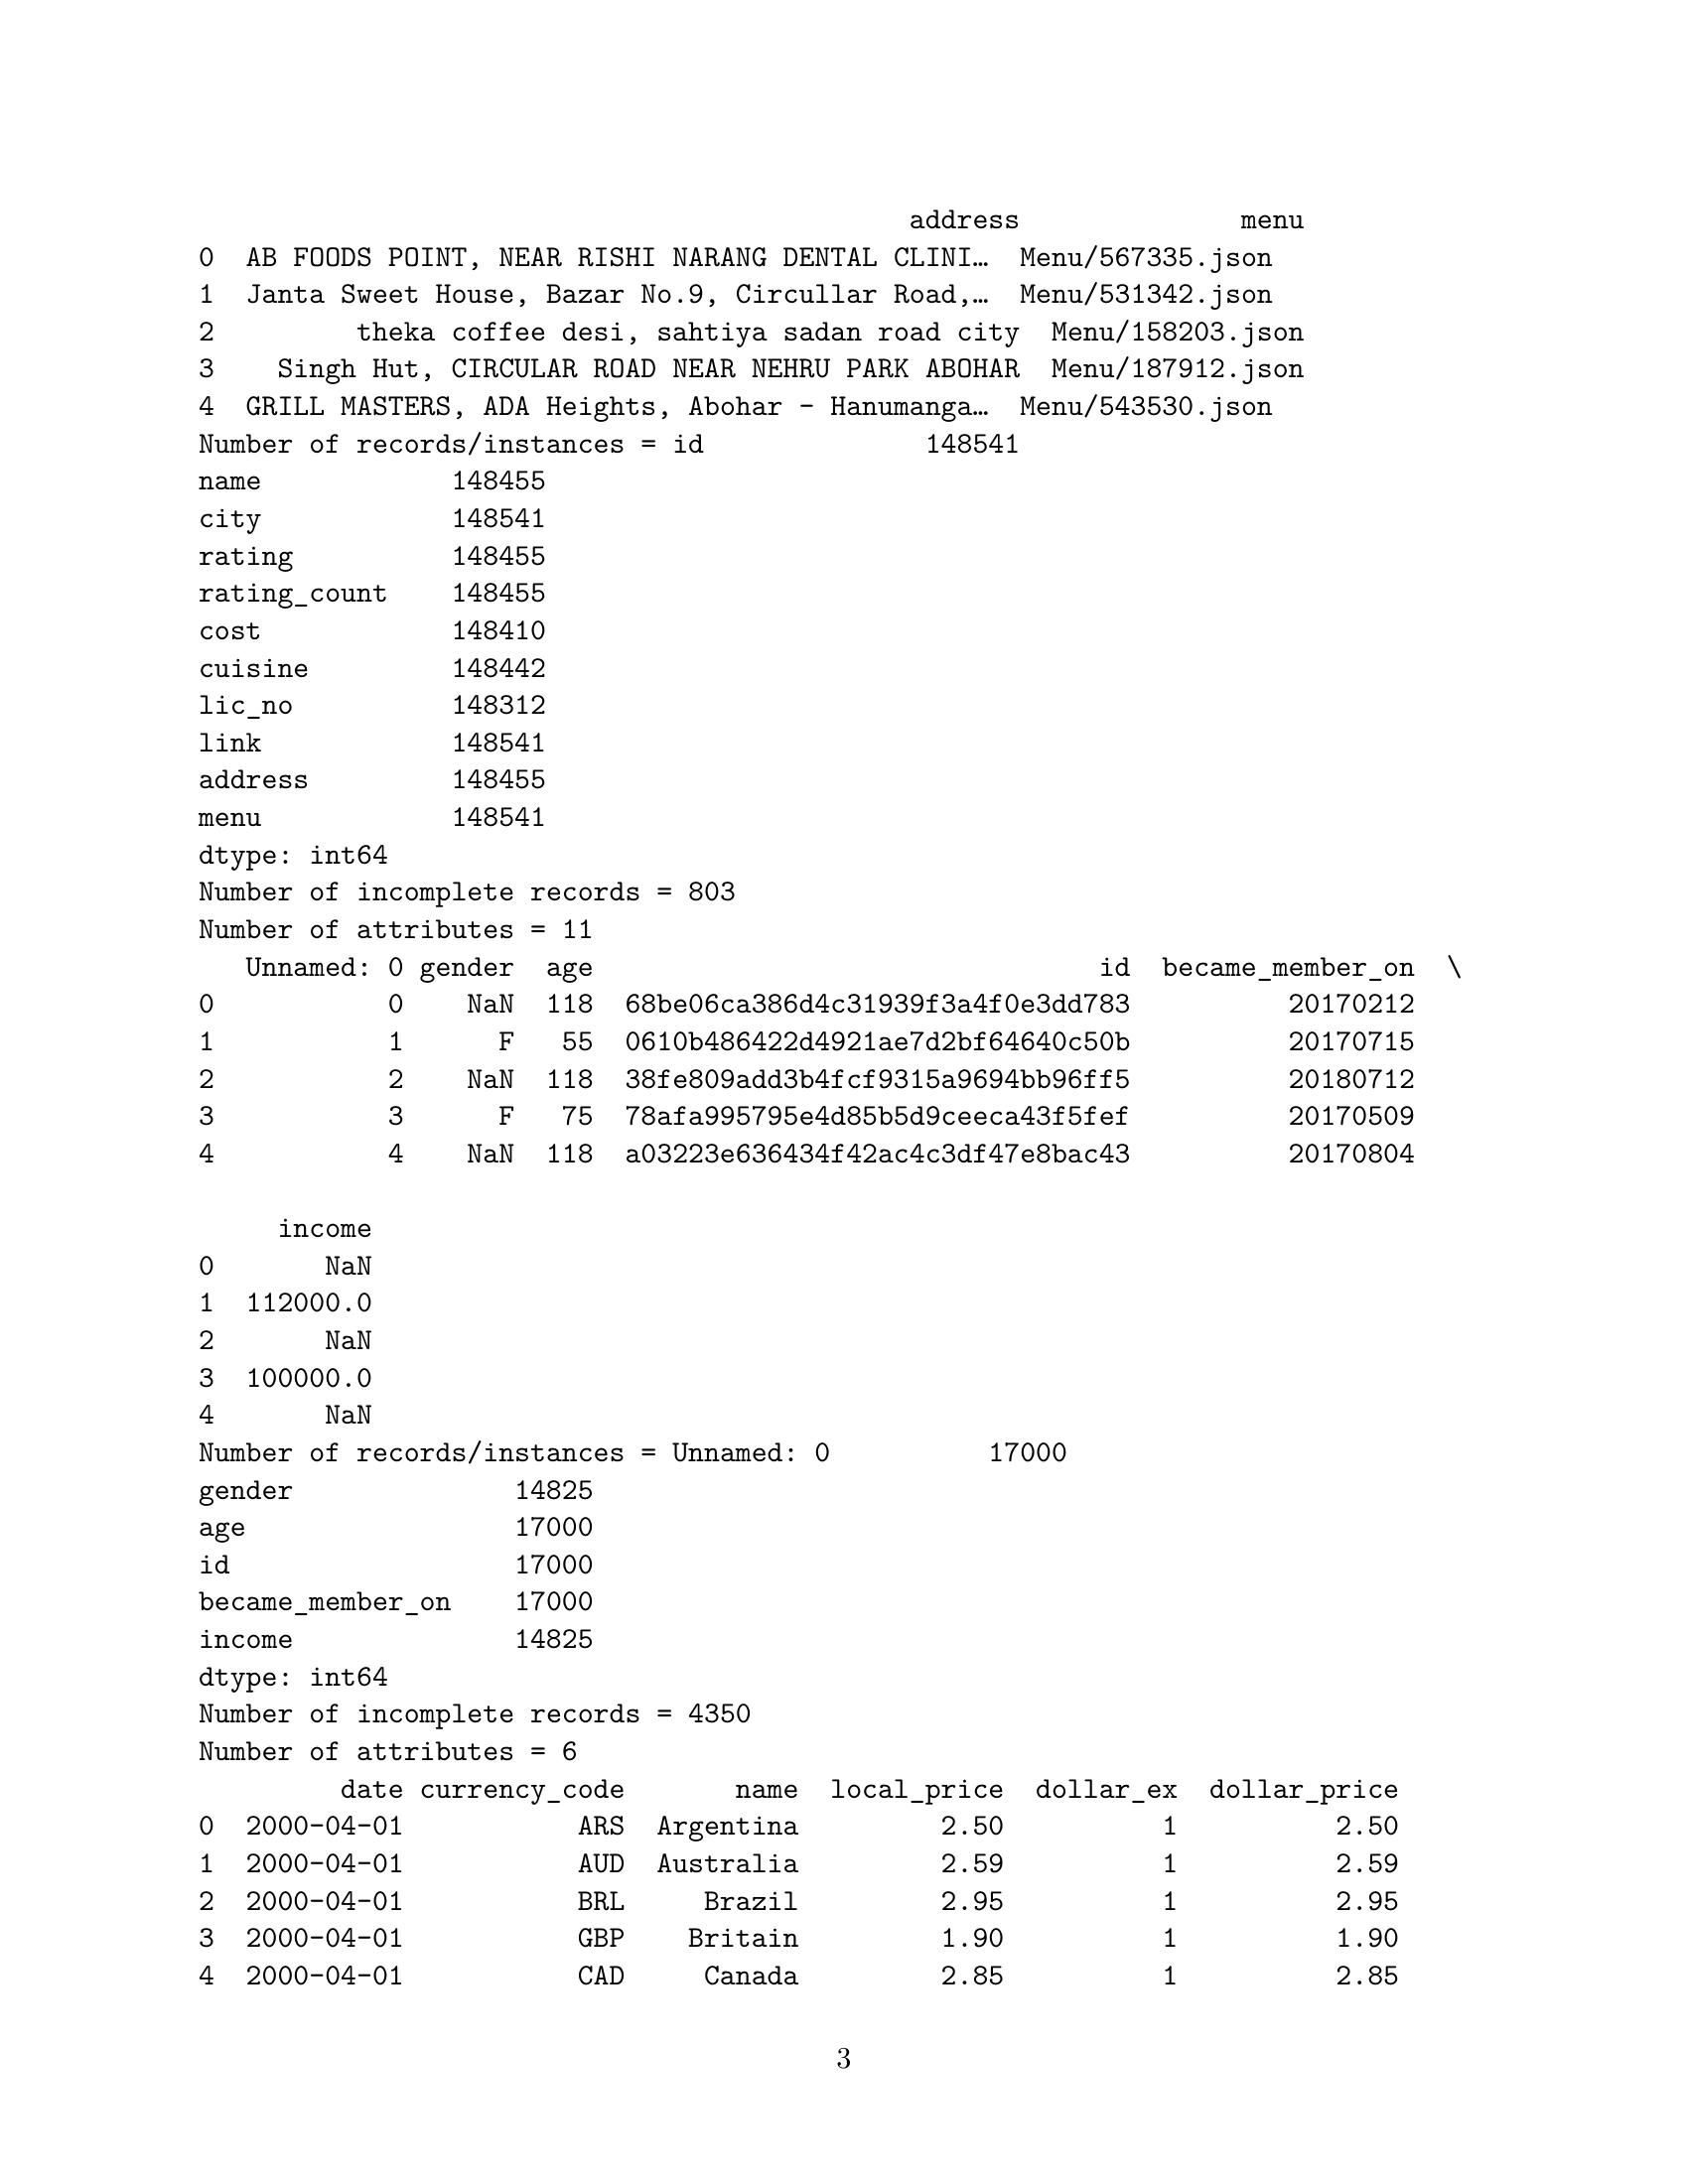 address menu
0 AB FOODS POINT, NEAR RISHI NARANG DENTAL CLINI… Menu/567335.json
1 Janta Sweet House, Bazar No.9, Circullar Road,… Menu/531342.json
2 theka coffee desi, sahtiya sadan road city Menu/158203.json
3 Singh Hut, CIRCULAR ROAD NEAR NEHRU PARK ABOHAR Menu/187912.json
4 GRILL MASTERS, ADA Heights, Abohar - Hanumanga… Menu/543530.json
Number of records/instances = id 148541
name 148455
city 148541
rating 148455
rating_count 148455
cost 148410
cuisine 148442
lic_no 148312
link 148541
address 148455
menu 148541
dtype: int64
Number of incomplete records = 803
Number of attributes = 11
Unnamed: 0 gender age id became_member_on \
0 0 NaN 118 68be06ca386d4c31939f3a4f0e3dd783 20170212
1 1 F 55 0610b486422d4921ae7d2bf64640c50b 20170715
2 2 NaN 118 38fe809add3b4fcf9315a9694bb96ff5 20180712
3 3 F 75 78afa995795e4d85b5d9ceeca43f5fef 20170509
4 4 NaN 118 a03223e636434f42ac4c3df47e8bac43 20170804
income
0 NaN
1 112000.0
2 NaN
3 100000.0
4 NaN
Number of records/instances = Unnamed: 0 17000
gender 14825
age 17000
id 17000
became_member_on 17000
income 14825
dtype: int64
Number of incomplete records = 4350
Number of attributes = 6
date currency_code name local_price dollar_ex dollar_price
0 2000-04-01 ARS Argentina 2.50 1 2.50
1 2000-04-01 AUD Australia 2.59 1 2.59
2 2000-04-01 BRL Brazil 2.95 1 2.95
3 2000-04-01 GBP Britain 1.90 1 1.90
4 2000-04-01 CAD Canada 2.85 1 2.85
3